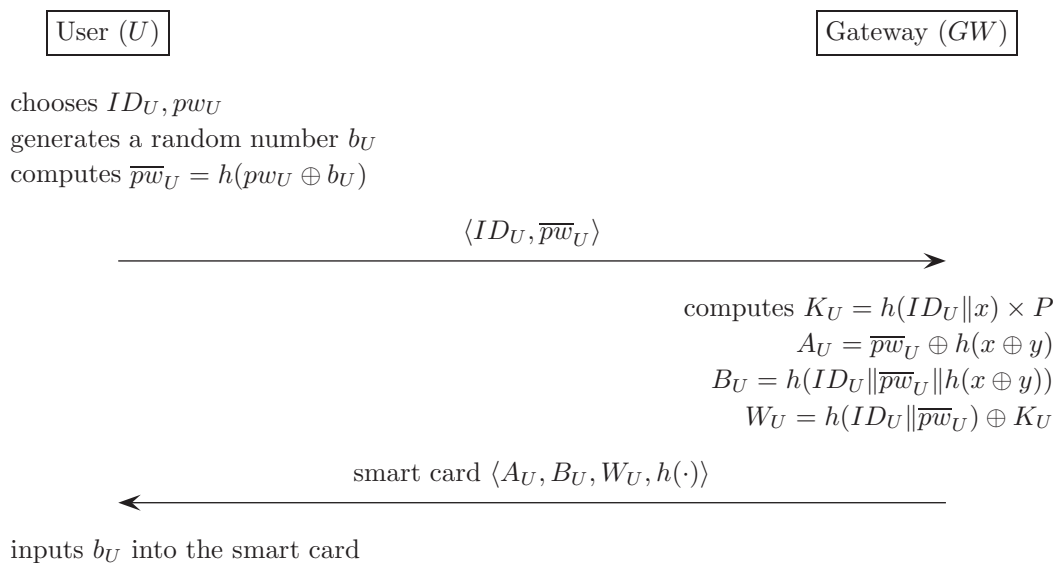 User (U)
Gateway (GW)
chooses ID_U, pw_U
generates a random number b_U
computes \overline{pw}_U = h(pw_U ⊕ b_U)
⟨ID_U, \overline{pw}_U⟩
computes K_U = h(ID_U‖x) × P
A_U = \overline{pw}_U ⊕ h(x ⊕ y)
B_U = h(ID_U‖\overline{pw}_U‖h(x ⊕ y))
W_U = h(ID_U‖\overline{pw}_U) ⊕ K_U
smart card ⟨A_U, B_U, W_U, h(·)⟩
inputs b_U into the smart card